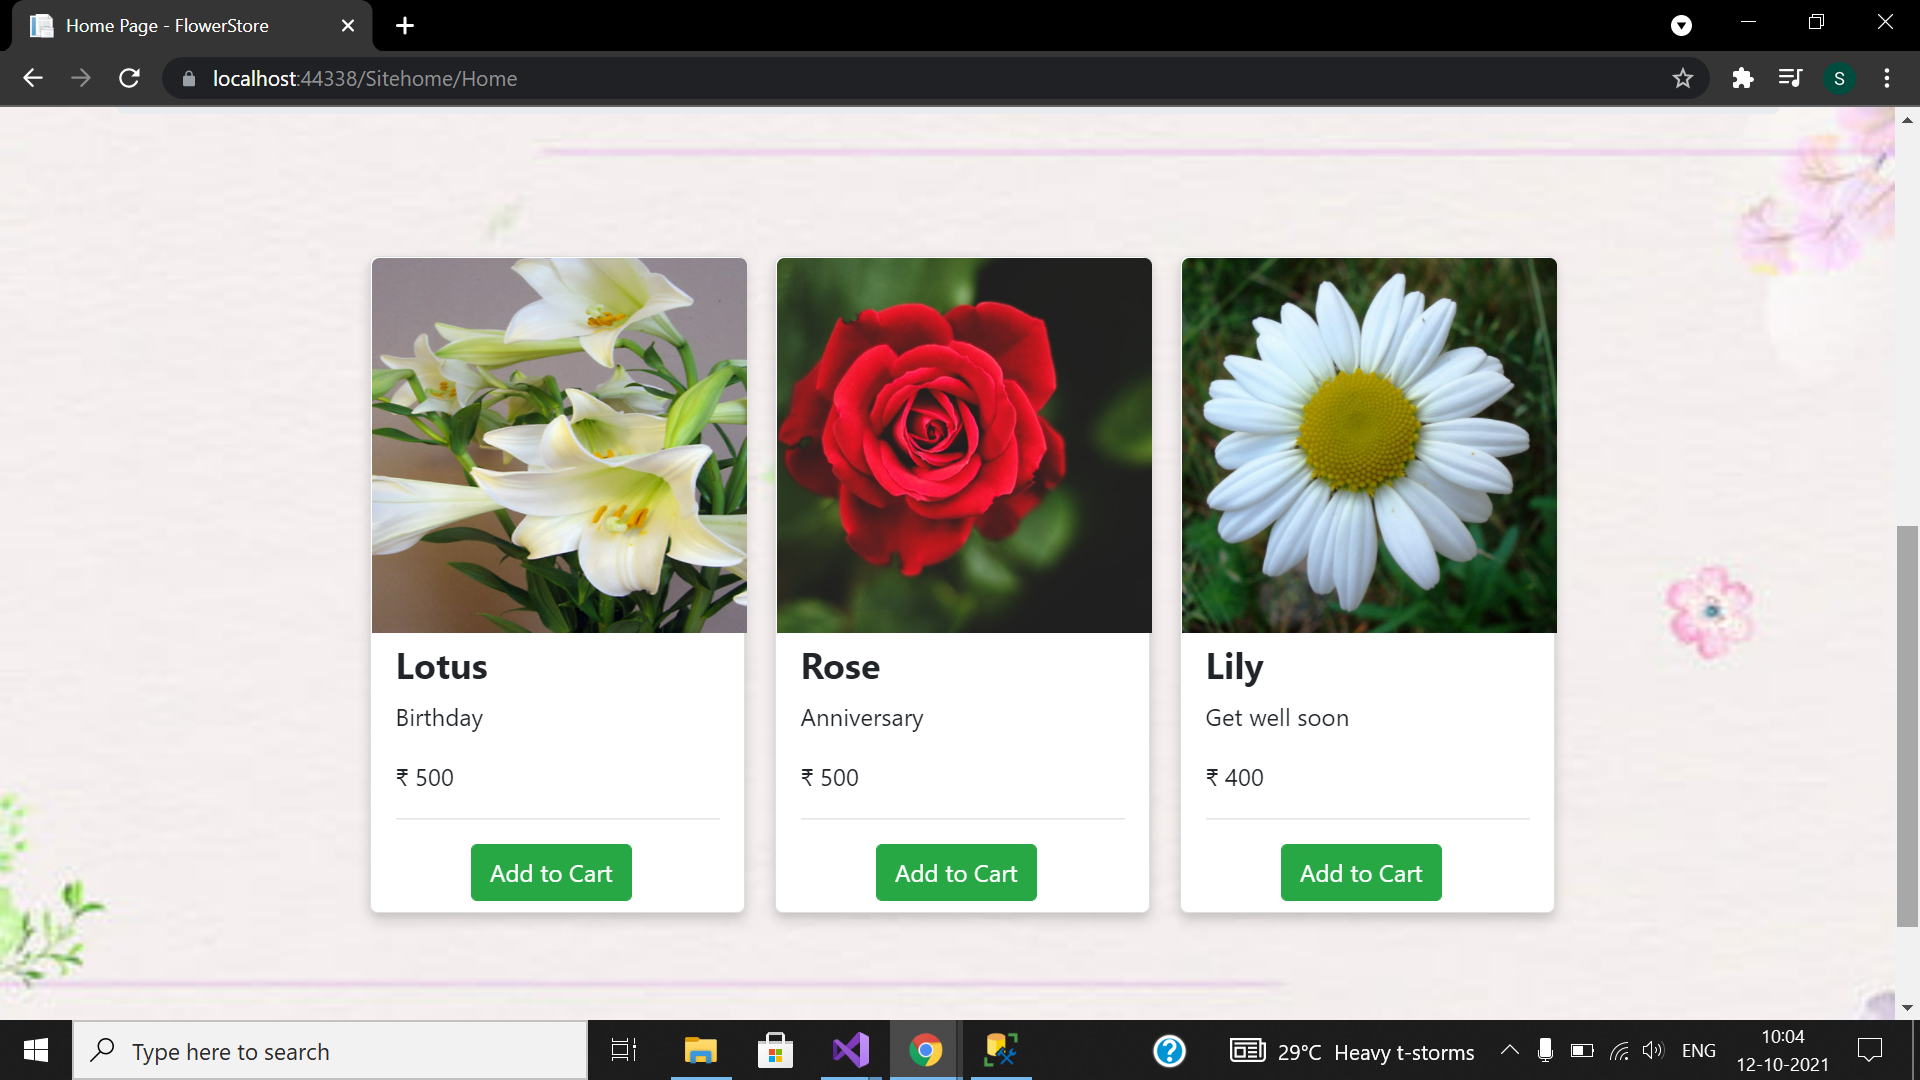 Home Page - FlowerStore
localhost:44338/Sitehome/Home
S
Lotus
Birthday
₹ 500
Add to Cart
Rose
Anniversary
₹ 500
Add to Cart
Lily
Get well soon
₹ 400
Add to Cart
Type here to search
?
29°C Heavy t-storms
ENG
10:04
12-10-2021